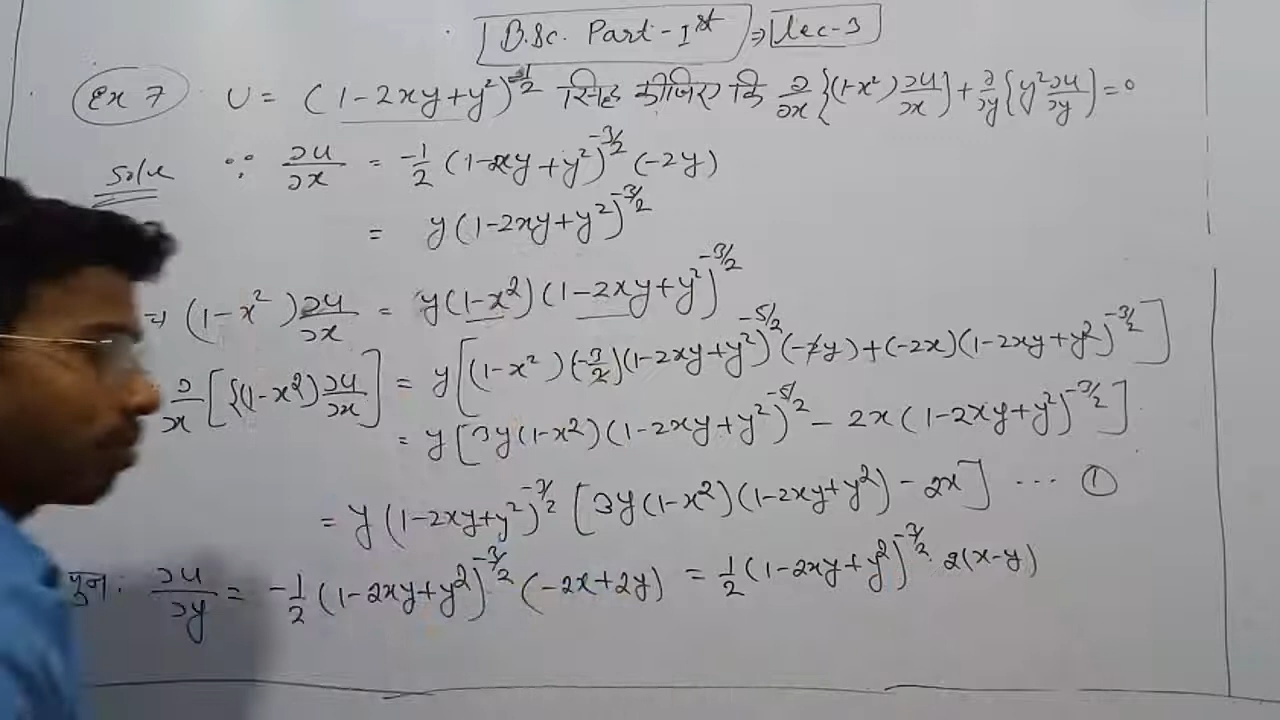 B.Sc. Part-Ist ⇒ Lec-3
Ex 7 U = (1-2xy+y²)^-1/2 सिद्ध कीजिए कि ∂/∂x {(1-x²) ∂u/∂x} + ∂/∂y {y² ∂u/∂y} = 0
Solve ∵ ∂u/∂x = -1/2 (1-2xy+y²)^-3/2 (-2y)
= y(1-2xy+y²)^-3/2
⇒ (1-x²) ∂u/∂x = y(1-x²)(1-2xy+y²)^-3/2
∂/∂x [{(1-x²) ∂u/∂x] = y[(1-x²)(-3/2)(1-2xy+y²)^-5/2 (-2y) + (-2x)(1-2xy+y²)^-3/2]
= y[3y(1-x²)(1-2xy+y²)^-5/2 - 2x(1-2xy+y²)^-3/2]
= y(1-2xy+y²)^-3/2 [3y(1-x²)(1-2xy+y²) - 2x] ... ①
पुन: ∂u/∂y = -1/2 (1-2xy+y²)^-3/2 (-2x+2y) = 1/2 (1-2xy+y²)^-3/2 2(x-y)